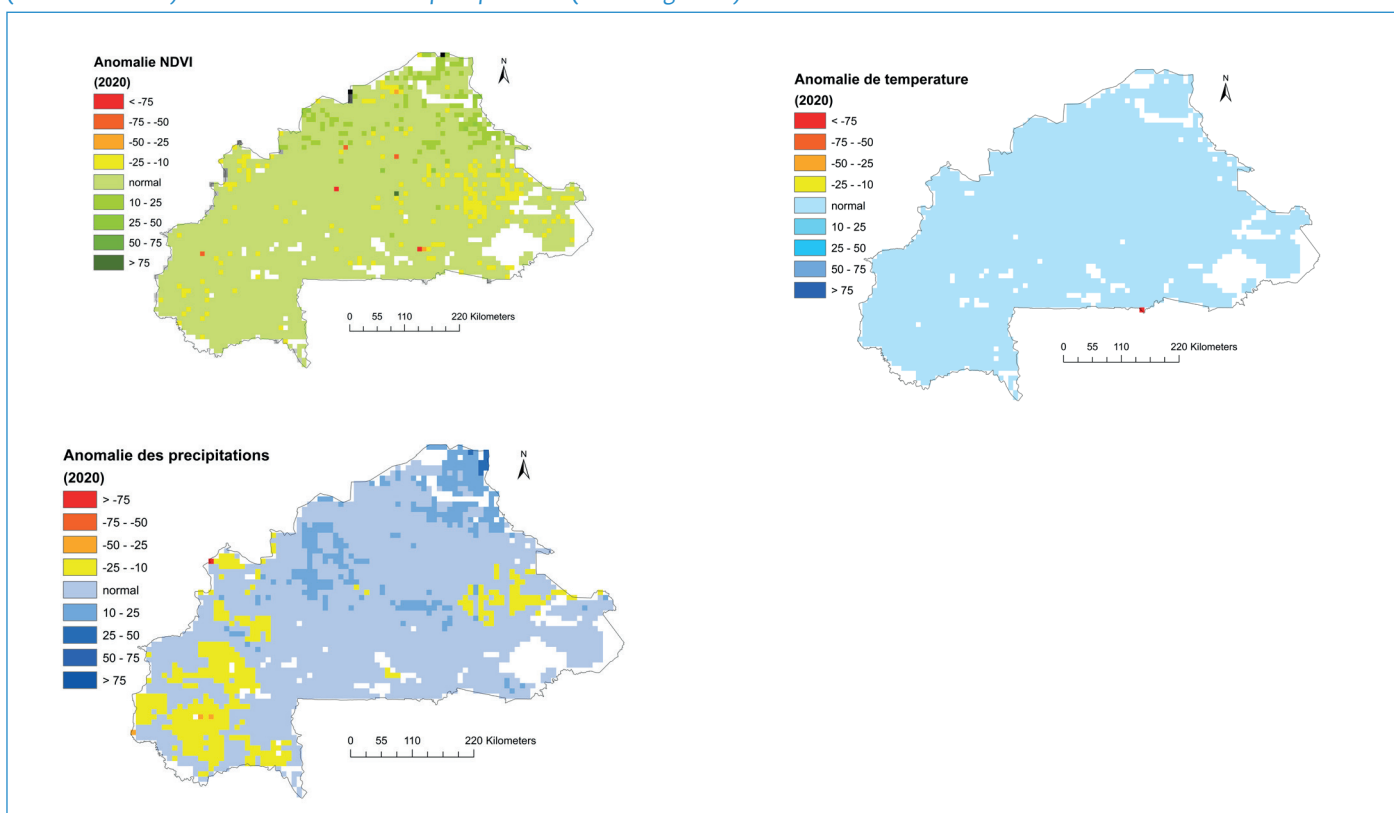 Anomalie NDVI
(2020)
< -75
-75 - -50
-50 - -25
-25 - -10
normal
10 - 25
25 - 50
50 - 75
> 75
N
0 55 110 220 Kilometers
Anomalie de temperature
(2020)
< -75
-75 - -50
-50 - -25
-25 - -10
normal
10 - 25
25 - 50
50 - 75
> 75
N
0 55 110 220 Kilometers
Anomalie des precipitations
(2020)
> -75
-75 - -50
-50 - -25
-25 - -10
normal
10 - 25
25 - 50
50 - 75
> 75
N
0 55 110 220 Kilometers